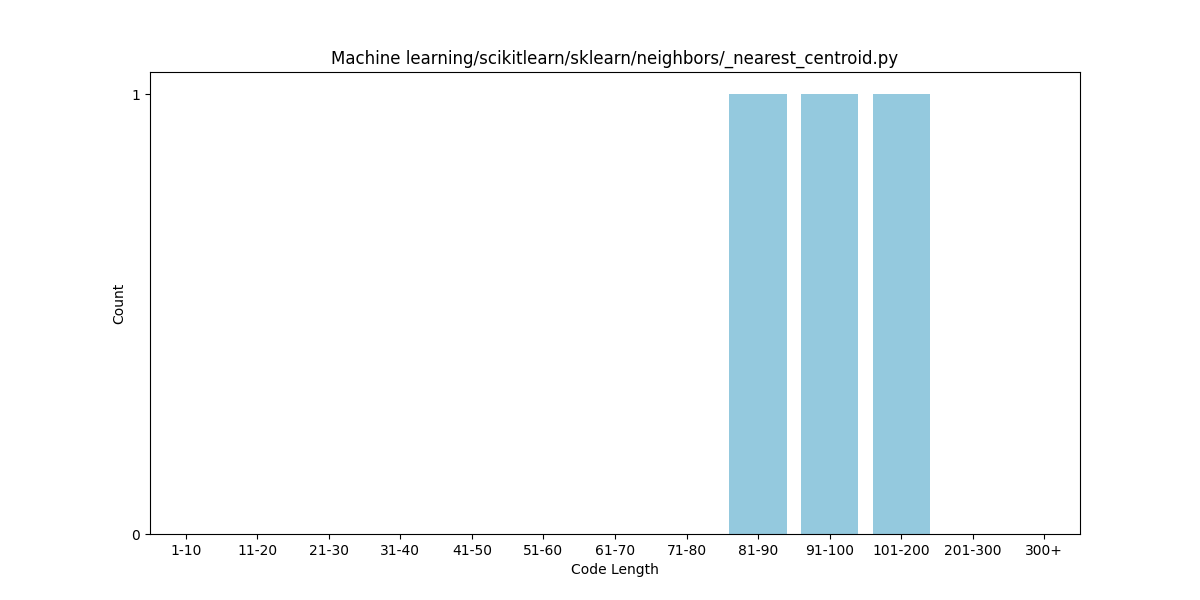 Machine learning/scikitlearn/sklearn/neighbors/_nearest_centroid.py
1
Count
0
1-10 11-20 21-30 31-40 41-50 51-60 61-70 71-80 81-90 91-100 101-200 201-300 300+
Code Length